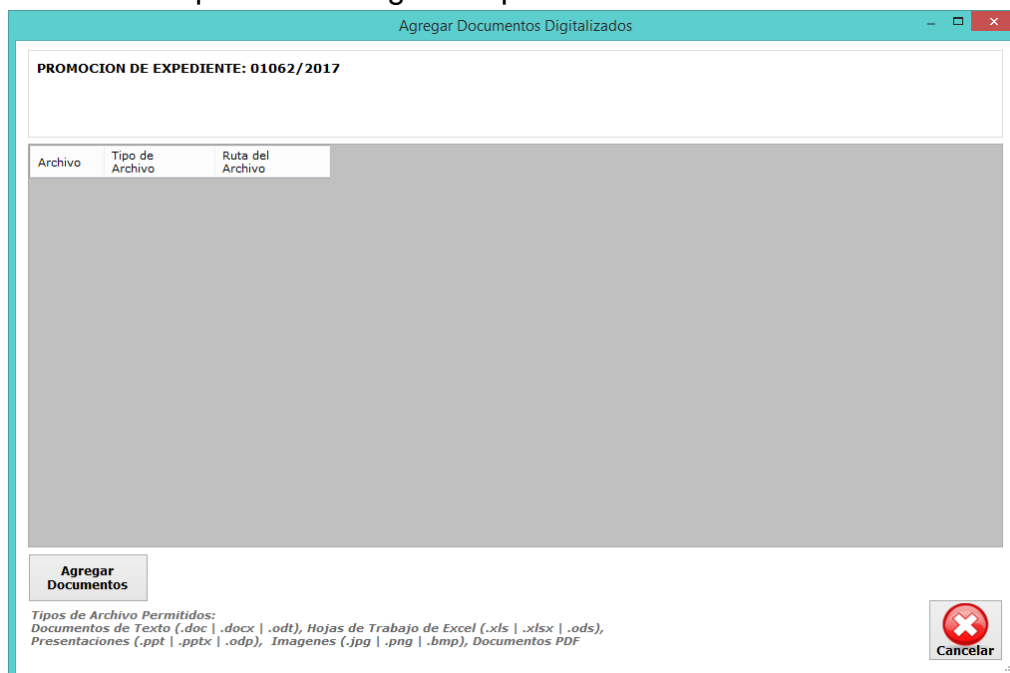 Agregar Documentos Digitalizados
PROMOCION DE EXPEDIENTE: 01062/2017
Archivo
Tipo de
Archivo
Ruta del
Archivo
Agregar
Documentos
Tipos de Archivo Permitidos:
Documentos de Texto (.doc | .docx | .odt), Hojas de Trabajo de Excel (.xls | .xlsx | .ods),
Presentaciones (.ppt | .pptx | .odp), Imagenes (.jpg | .png | .bmp), Documentos PDF
Cancelar